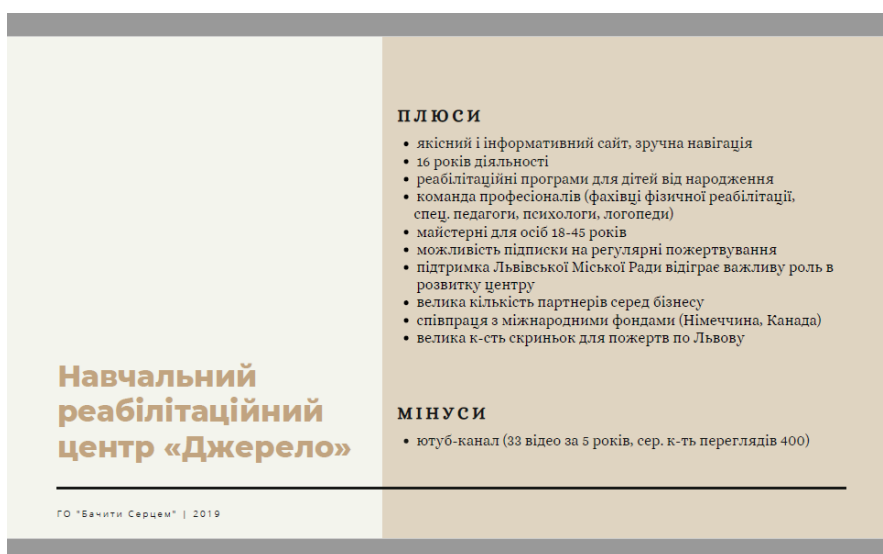 ПЛЮСИ
• якісний і інформативний сайт, зручна навігація
• 16 років діяльності
• реабілітаційні програми для дітей від народження
• команда професіоналів (фахівці фізичної реабілітації,
спец. педагоги, психологи, логопеди)
• майстерні для осіб 18-45 років
• можливість підписки на регулярні пожертвування
• підтримка Львівської Міської Ради відіграє важливу роль в
розвитку центру
• велика кількість партнерів серед бізнесу
• співпраця з міжнародними фондами (Німеччина, Канада)
• велика к-сть скриньок для пожертв по Львову
МІНУСИ
• ютуб-канал (33 відео за 5 років, сер. к-ть переглядів 400)
Навчальний
реабілітаційний
центр «Джерело»
ГО "Бачити Серцем" | 2019